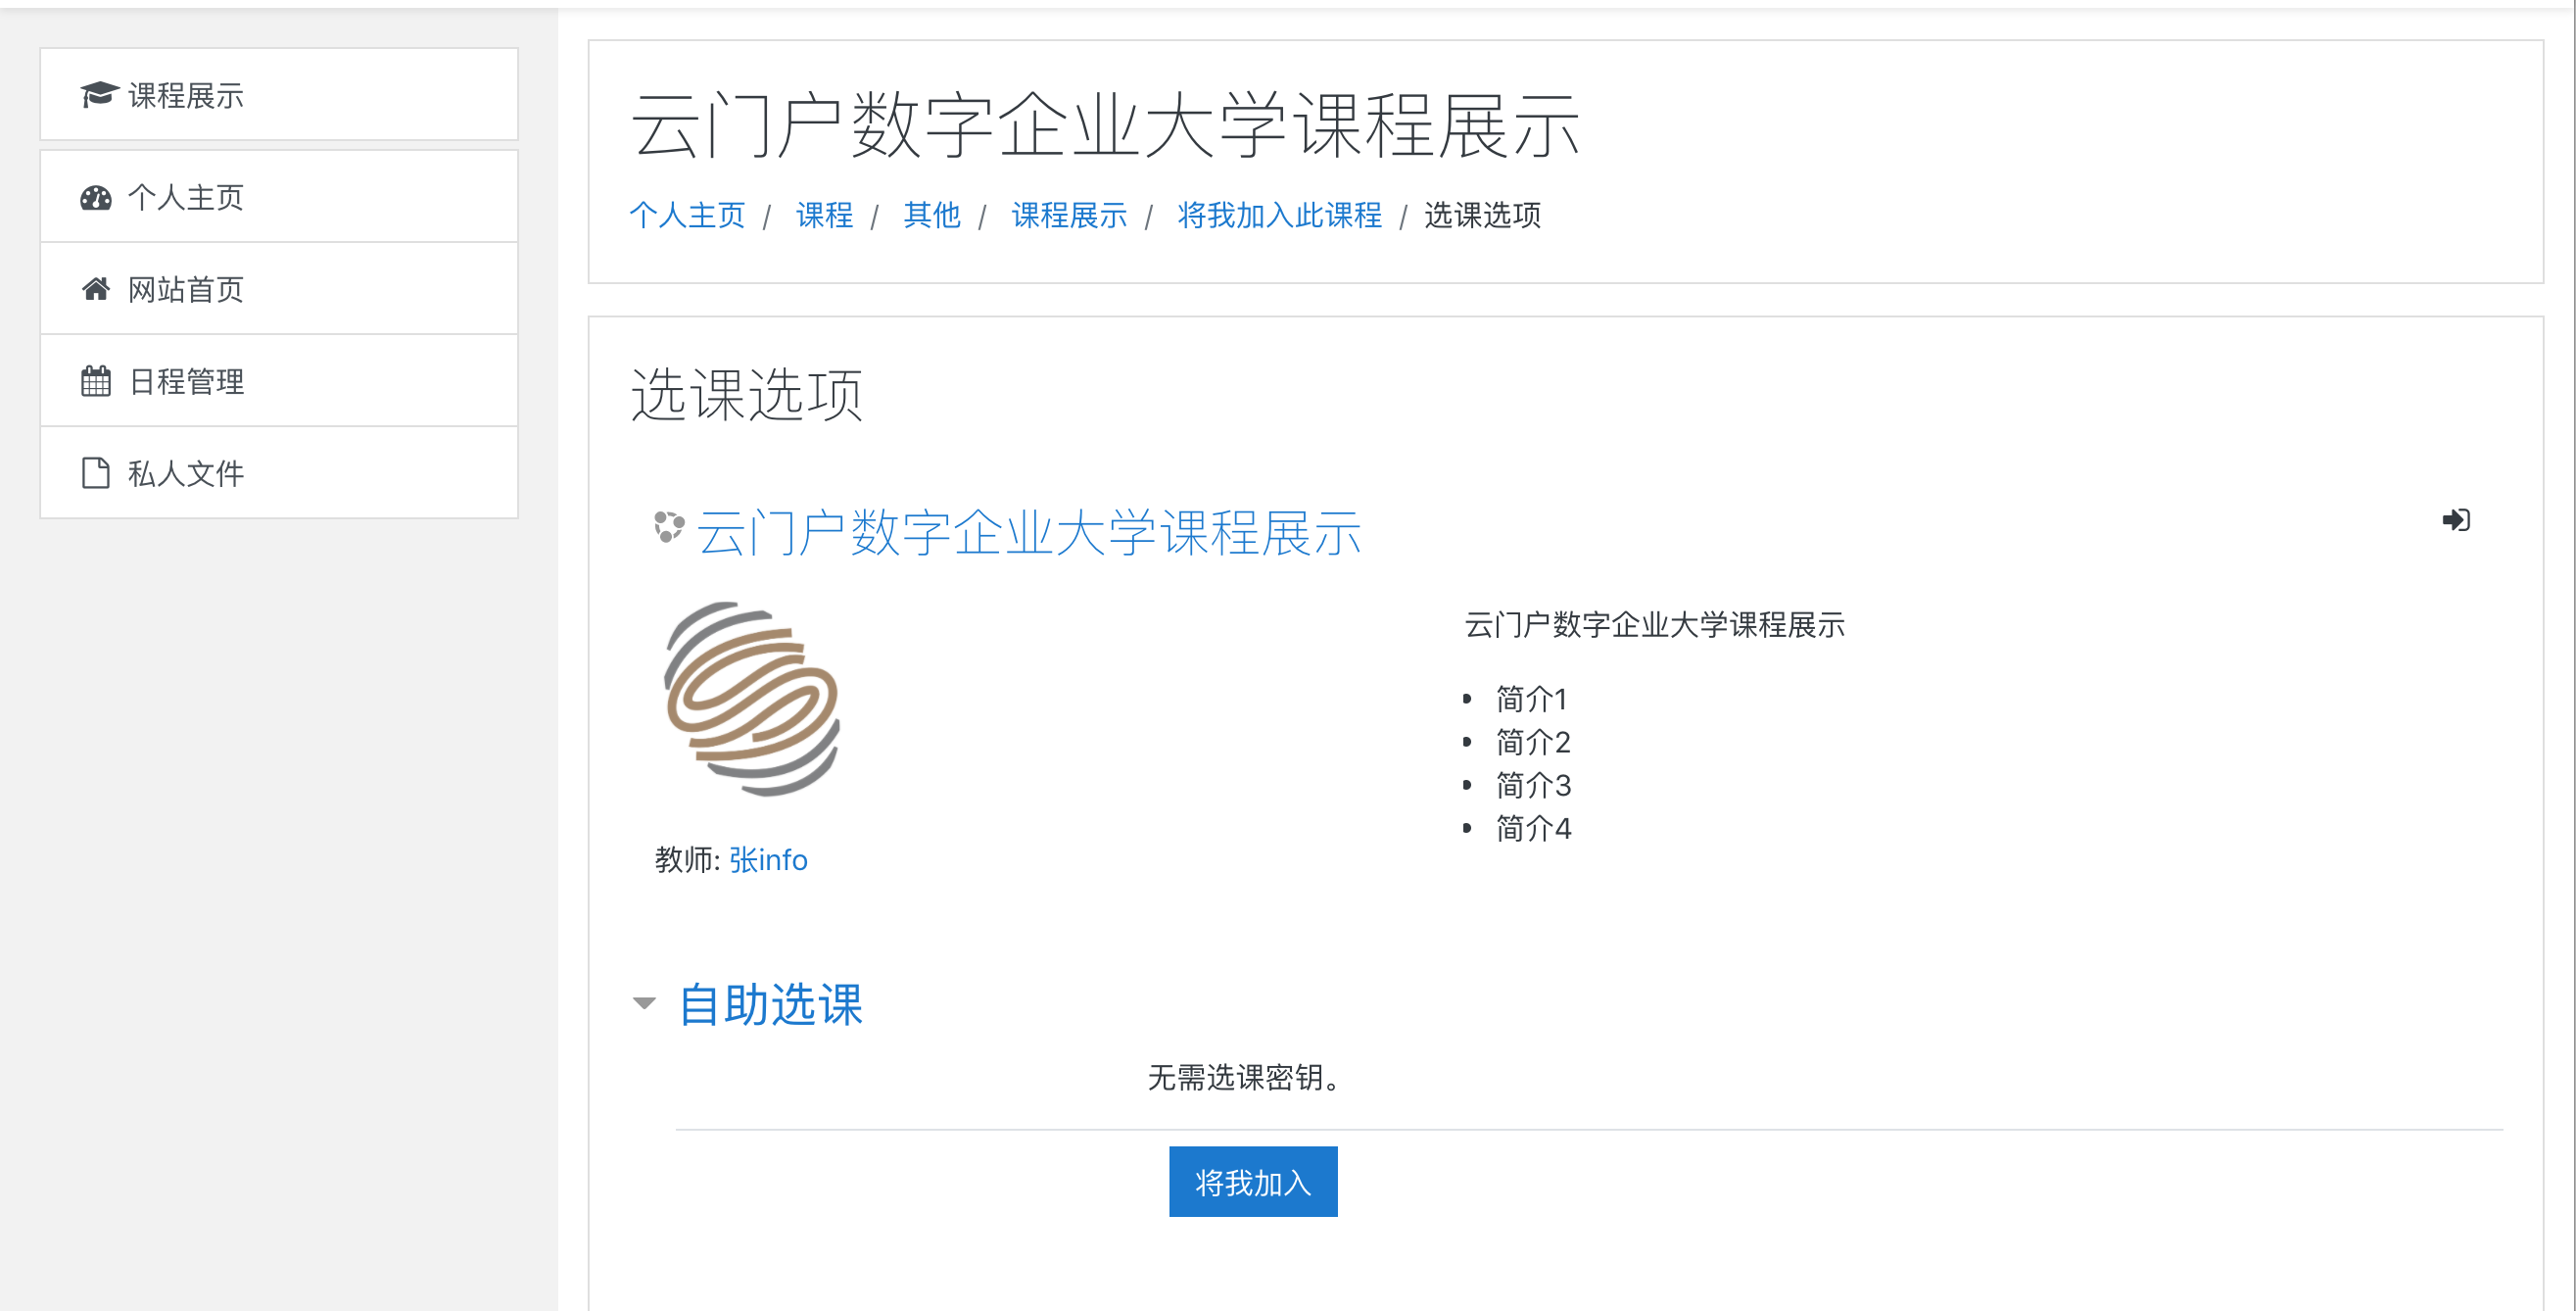 课程展示
个人主页
网站首页
日程管理
私人文件
云门户数字企业大学课程展示
个人主页 / 课程 / 其他 / 课程展示 / 将我加入此课程 / 选课选项
选课选项
云门户数字企业大学课程展示
云门户数字企业大学课程展示
• 简介1
• 简介2
• 简介3
• 简介4
教师: 张info
自助选课
无需选课密钥。
将我加入